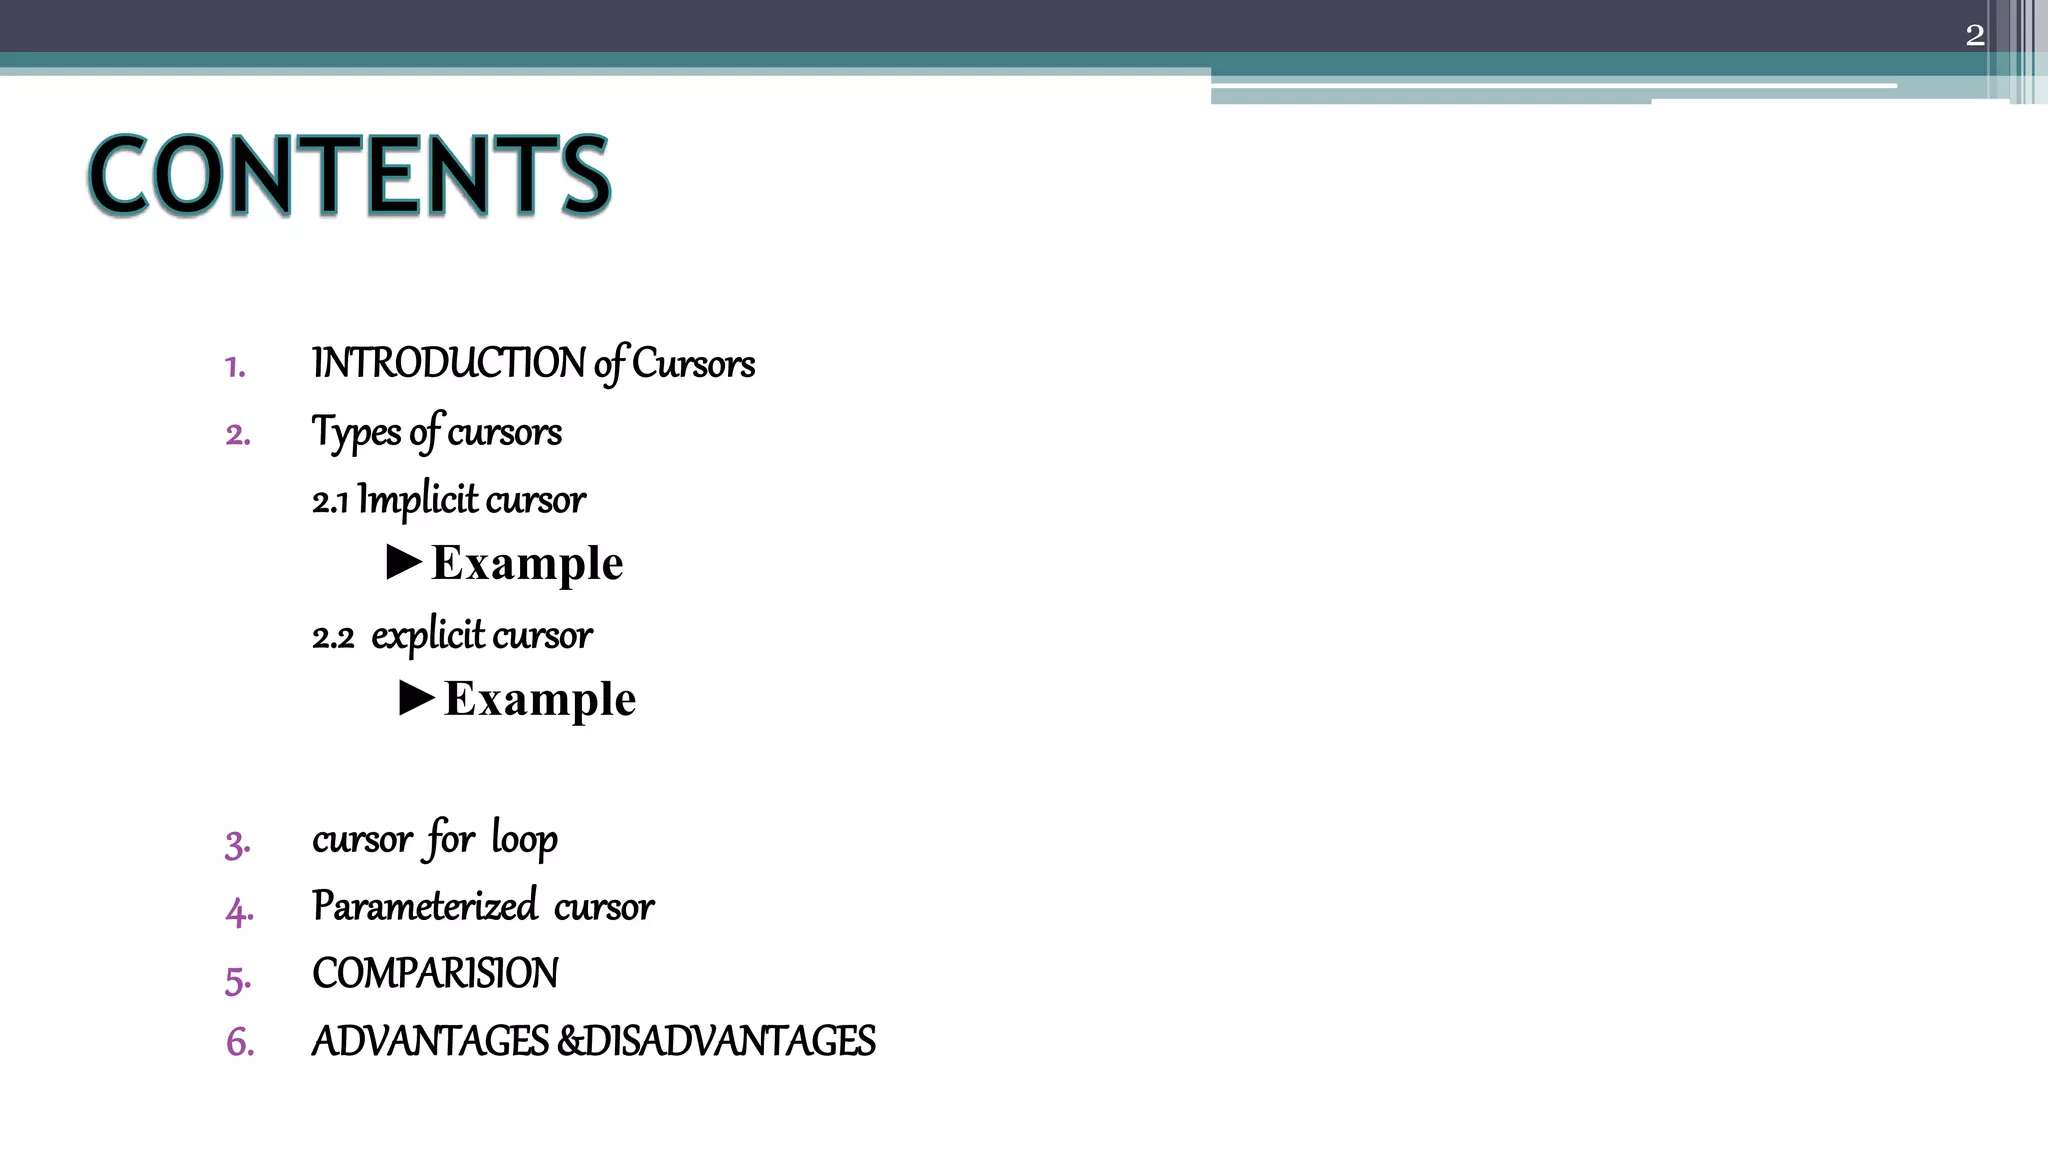 2
CONTENTS
1. INTRODUCTION of Cursors
2. Types of cursors
2.1 Implicit cursor
►Example
2.2 explicit cursor
►Example
3. cursor for loop
4. Parameterized cursor
5. COMPARISION
6. ADVANTAGES &DISADVANTAGES